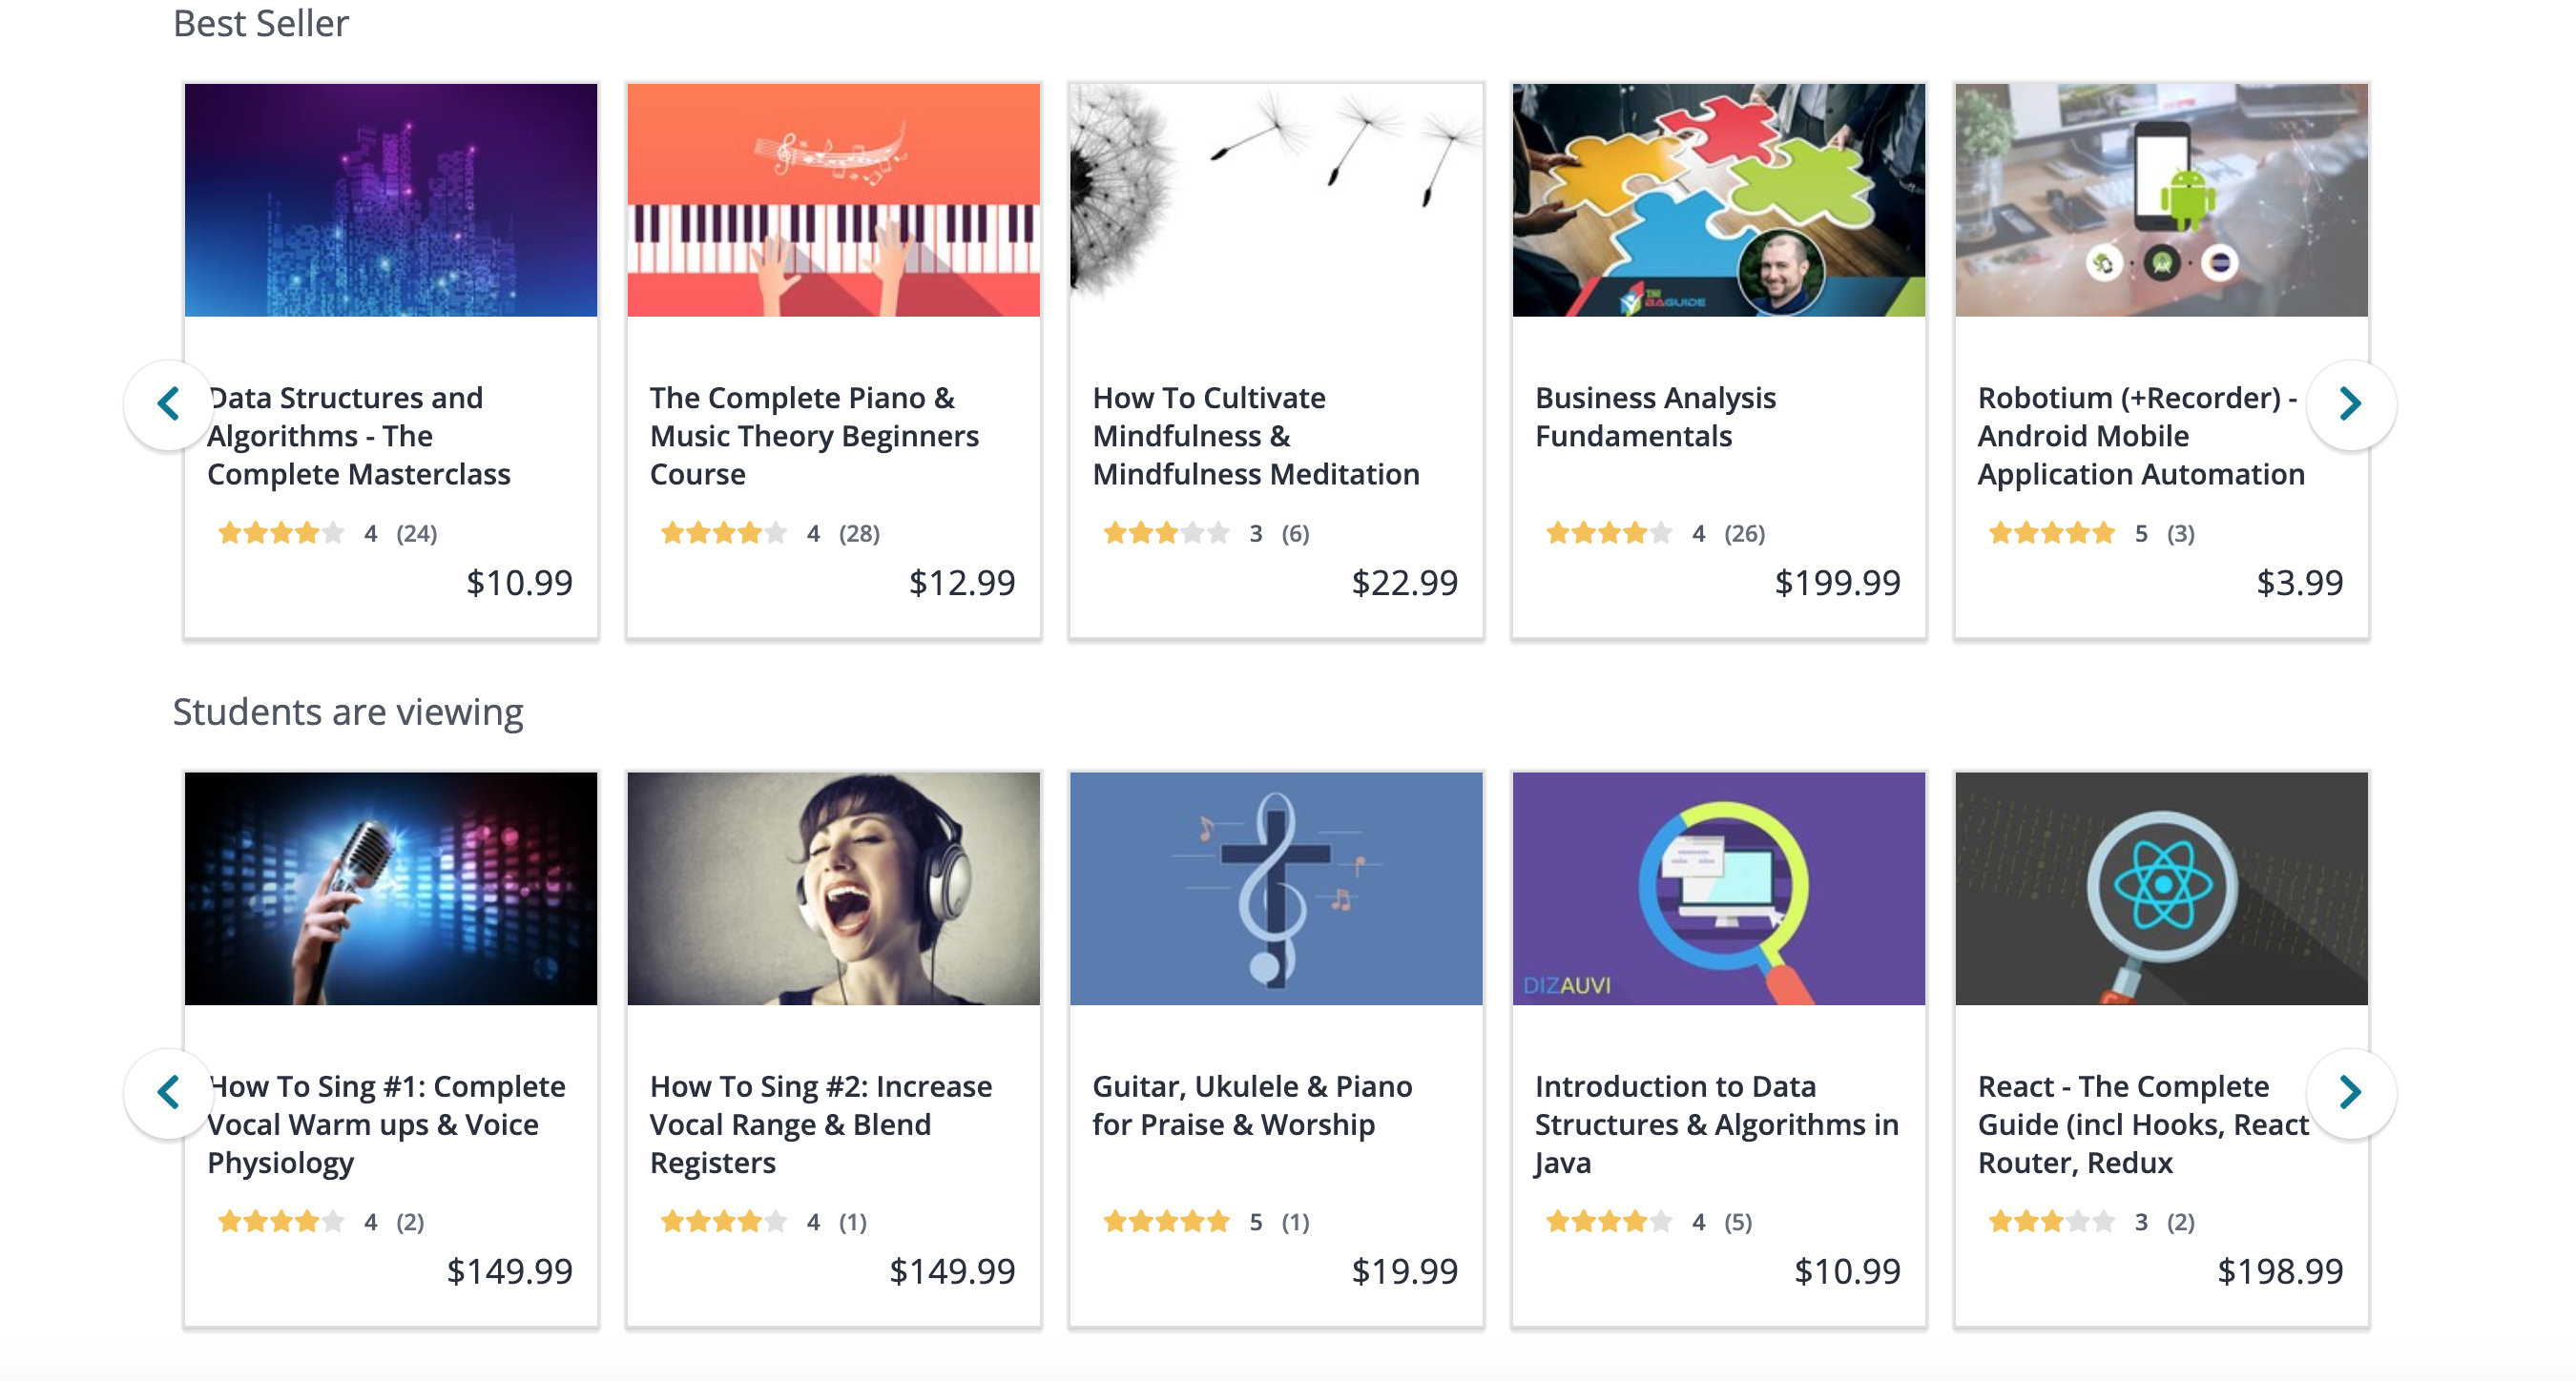 Best Seller
THE
BAGUIDE
Data Structures and
Algorithms - The
Complete Masterclass
4 (24)
$10.99
The Complete Piano &
Music Theory Beginners
Course
4 (28)
$12.99
How To Cultivate
Mindfulness &
Mindfulness Meditation
3 (6)
$22.99
Business Analysis
Fundamentals
4 (26)
$199.99
Robotium (+Recorder) -
Android Mobile
Application Automation
5 (3)
$3.99
Students are viewing
DIZAUVI
How To Sing #1: Complete
Vocal Warm ups & Voice
Physiology
4 (2)
$149.99
How To Sing #2: Increase
Vocal Range & Blend
Registers
4 (1)
$149.99
Guitar, Ukulele & Piano
for Praise & Worship
5 (1)
$19.99
Introduction to Data
Structures & Algorithms in
Java
4 (5)
$10.99
React - The Complete
Guide (incl Hooks, React
Router, Redux
3 (2)
$198.99